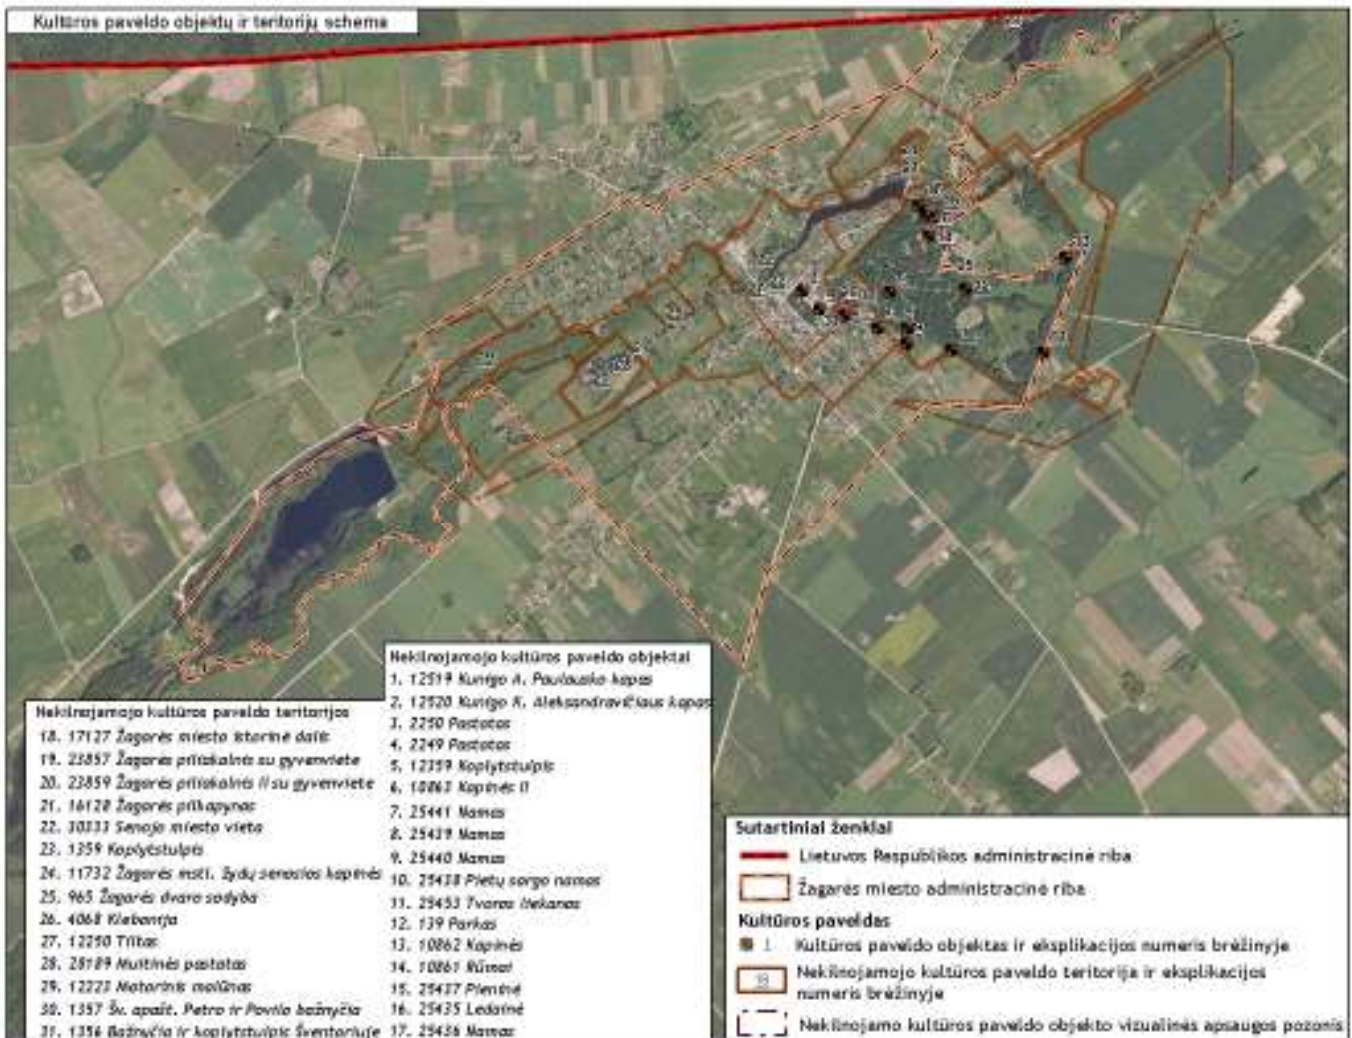 Kultūros paveldo objektų ir teritorijų schema
Nekilnojamojo kultūros paveldo teritorijos
18. 17127 Žagarės miesto istorinė dalis
19. 23857 Žagarės piliakalnis su gyvenviete
20. 23859 Žagarės piliakalnis II su gyvenviete
21. 16128 Žagarės pilkapynas
22. 30333 Senojo miesto vieta
23. 1359 Koplytstulpis
24. 11732 Žagarės mstl. žydų senosios kapinės
25. 965 Žagarės dvaro sodyba
26. 4068 Klebonija
27. 12250 Tiltas
28. 28189 Muitinės pastatas
29. 12223 Motorinis malūnas
30. 1357 Šv. apašt. Petro ir Povilo bažnyčia
31. 1356 Bažnyčia ir koplytstulpis Šventoriuje
Nekilnojamojo kultūros paveldo objektai
1. 12519 Kunigo A. Paulausko kapas
2. 12520 Kunigo K. Aleksandravičiaus kapas
3. 2250 Pastatas
4. 2249 Pastatas
5. 12359 Koplytstulpis
6. 10863 Kapinės II
7. 25441 Namas
8. 25439 Namas
9. 25440 Namas
10. 25438 Pietų sargo namas
11. 25453 Tvoros liekanos
12. 139 Parkas
13. 10862 Kapinės
14. 10861 Rūmai
15. 25437 Pieninė
16. 25435 Ledainė
17. 25436 Namas
Sutartiniai ženklai
Lietuvos Respublikos administracinė riba
Žagarės miesto administracinė riba
Kultūros paveldas
1 Kultūros paveldo objektas ir eksplikacijos numeris brėžinyje
18 Nekilnojamojo kultūros paveldo teritorija ir eksplikacijos
numeris brėžinyje
Nekilnojamo kultūros paveldo objekto vizualinės apsaugos pozonis